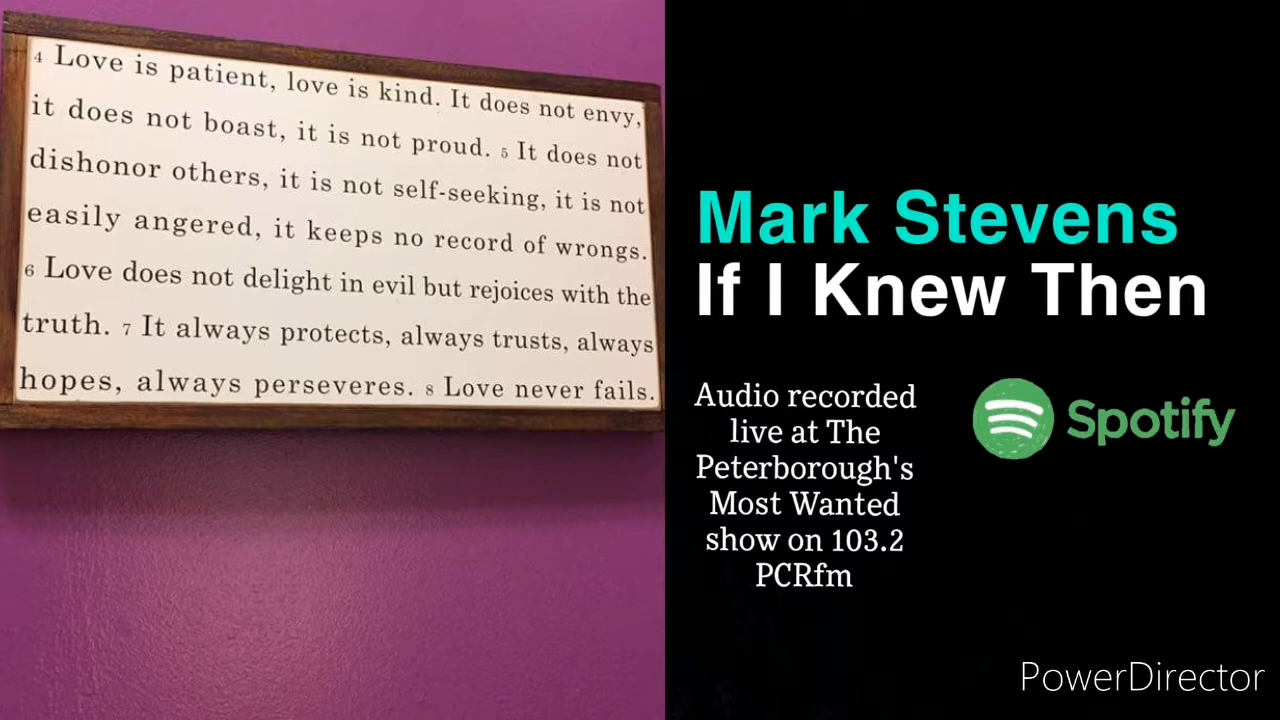 4 Love is patient, love is kind. It does not envy,
it does not boast, it is not proud. 5 It does not
dishonor others, it is not self-seeking, it is not
easily angered, it keeps no record of wrongs.
6 Love does not delight in evil but rejoices with the
truth. 7 It always protects, always trusts, always
hopes, always perseveres. 8 Love never fails.
Mark Stevens
If I Knew Then
Audio recorded
live at The
Peterborough's
Most Wanted
show on 103.2
PCRfm
Spotify
PowerDirector